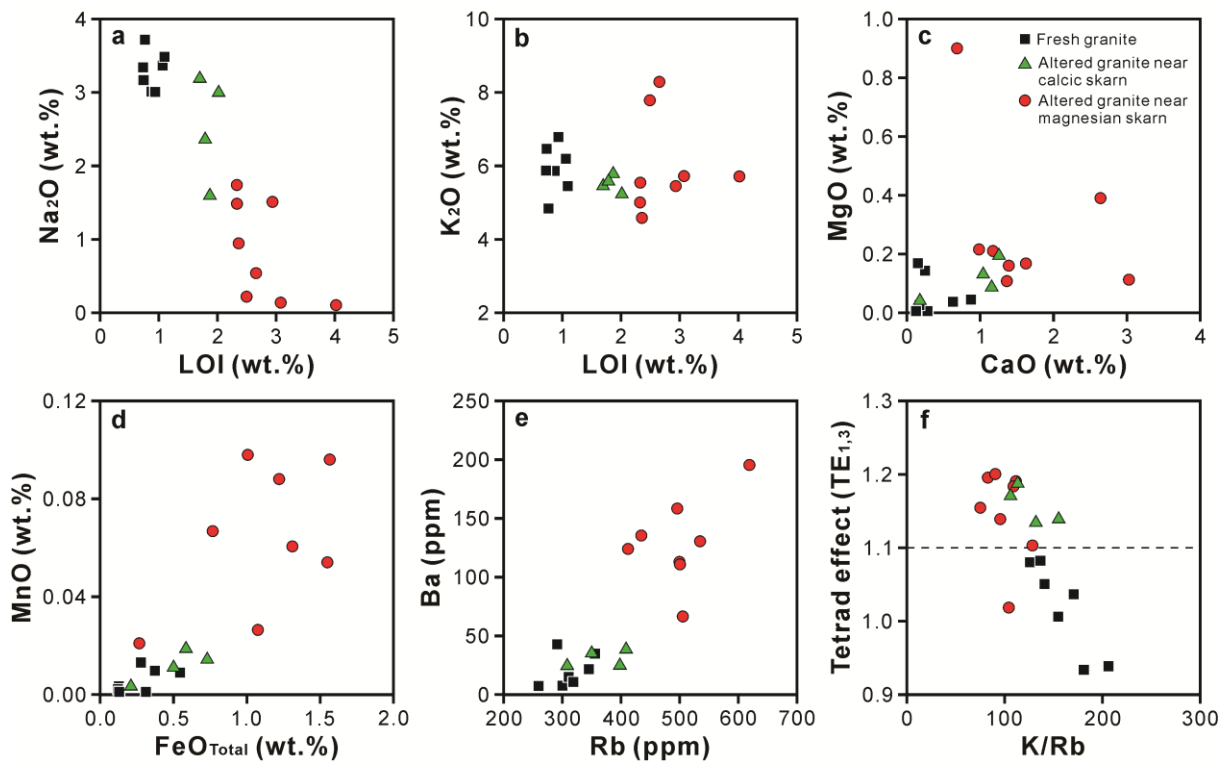 a
4
3
2
1
0
Na₂O (wt.%)
0 1 2 3 4 5
LOI (wt.%)
b
10
8
6
4
2
K₂O (wt.%)
0 1 2 3 4 5
LOI (wt.%)
c
1.0
0.8
0.6
0.4
0.2
0.0
MgO (wt.%)
0 1 2 3 4
CaO (wt.%)
Fresh granite
Altered granite near
calcic skarn
Altered granite near
magnesian skarn
d
0.12
0.08
0.04
0.00
MnO (wt.%)
0.0 0.5 1.0 1.5 2.0
FeOTotal (wt.%)
e
250
200
150
100
50
0
Ba (ppm)
200 300 400 500 600 700
Rb (ppm)
f
1.3
1.2
1.1
1.0
0.9
Tetrad effect (TE₁,₃)
0 100 200 300
K/Rb